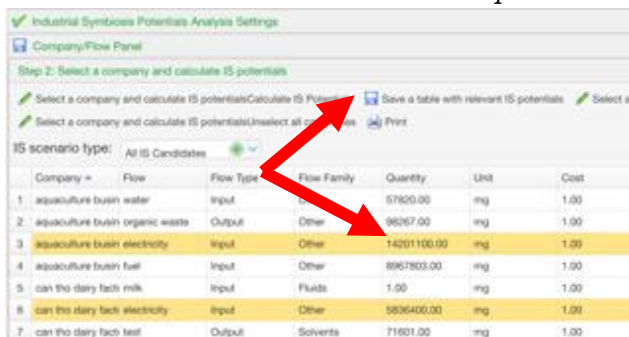 Industrial Symbiosis Potentials Analysis Settings
Company/Flow Panel
Step 2: Select a company and calculate IS potentials
Select a company and calculate IS potentialsCalculate IS Save a table with relevant IS potentials Select a
Select a company and calculate IS potentialsUnselect all Print
IS scenario type: All IS Candidates
Company Flow Flow Type Flow Family Quantity Unit Cost
1 aquaculture busin water Input 57820.00 mg 1.00
2 aquaculture busin organic waste Output Other 98267.00 mg 1.00
3 aquaculture busin electricity Input Other 14201100.00 mg 1.00
4 aquaculture busin fuel Input Other 8967803.00 mg 1.00
5 can tho dairy facto milk Input Fluids 1.00 mg 1.00
6 can tho dairy facto electricity Input Other 5836400.00 mg 1.00
7 can tho dairy facto test Output Solvents 71601.00 mg 1.00